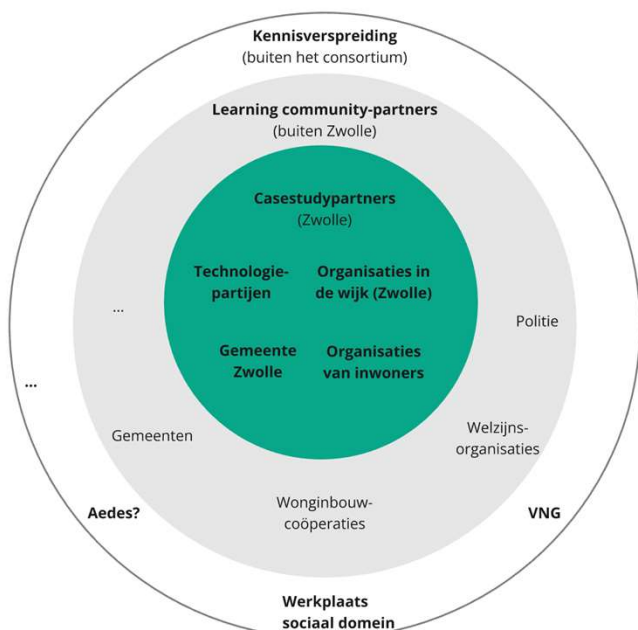 Kennisverspreiding
(buiten het consortium)
Learning community-partners
(buiten Zwolle)
Casestudypartners
(Zwolle)
Technologie-
partijen
Organisaties in
de wijk (Zwolle)
Gemeente
Zwolle
Organisaties
van inwoners
...
Politie
...
Gemeenten
Welzijns-
organisaties
Wonginbouw-
coöperaties
Aedes?
VNG
Werkplaats
sociaal domein